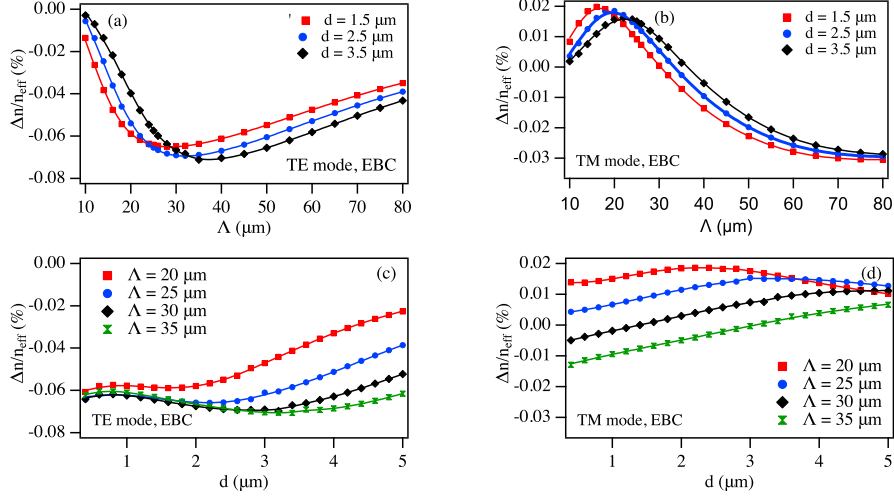 (a)
' d = 1.5 µm
d = 2.5 µm
d = 3.5 µm
0.00
-0.02
-0.04
-0.06
-0.08
Δn/n_eff (%)
TE mode, EBC
10 20 30 40 50 60 70 80
Λ (µm)
(b)
d = 1.5 µm
d = 2.5 µm
d = 3.5 µm
0.02
0.01
0.00
-0.01
-0.02
-0.03
Δn/n_eff (%)
TM mode, EBC
10 20 30 40 50 60 70 80
Λ (µm)
(c)
Λ = 20 µm
Λ = 25 µm
Λ = 30 µm
Λ = 35 µm
0.00
-0.02
-0.04
-0.06
-0.08
Δn/n_eff (%)
TE mode, EBC
1 2 3 4 5
d (µm)
(d)
0.02
0.01
0.00
-0.01
-0.02
-0.03
Δn/n_eff (%)
Λ = 20 µm
Λ = 25 µm
Λ = 30 µm
Λ = 35 µm
TM mode, EBC
1 2 3 4 5
d (µm)